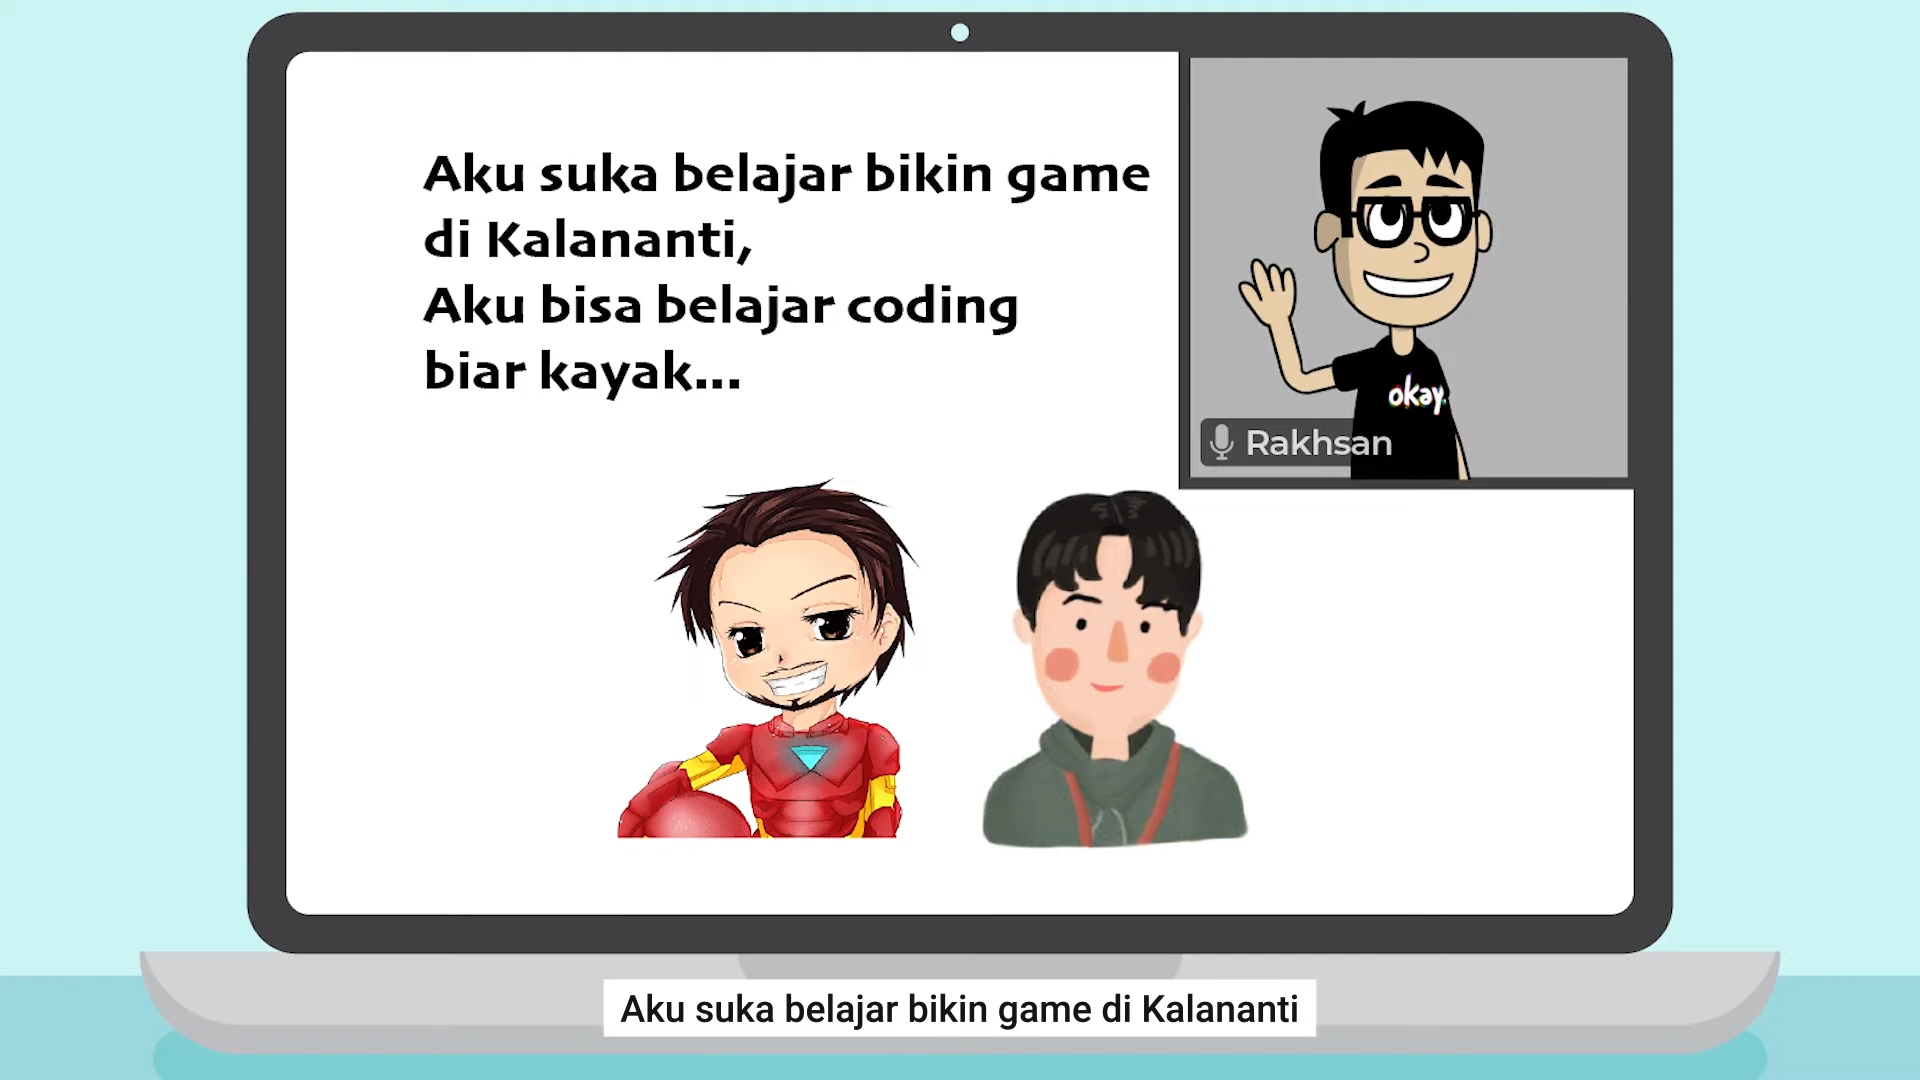 Aku suka belajar bikin game
di Kalananti,
Aku bisa belajar coding
biar kayak...
okay.
Rakhsan
Aku suka belajar bikin game di Kalananti